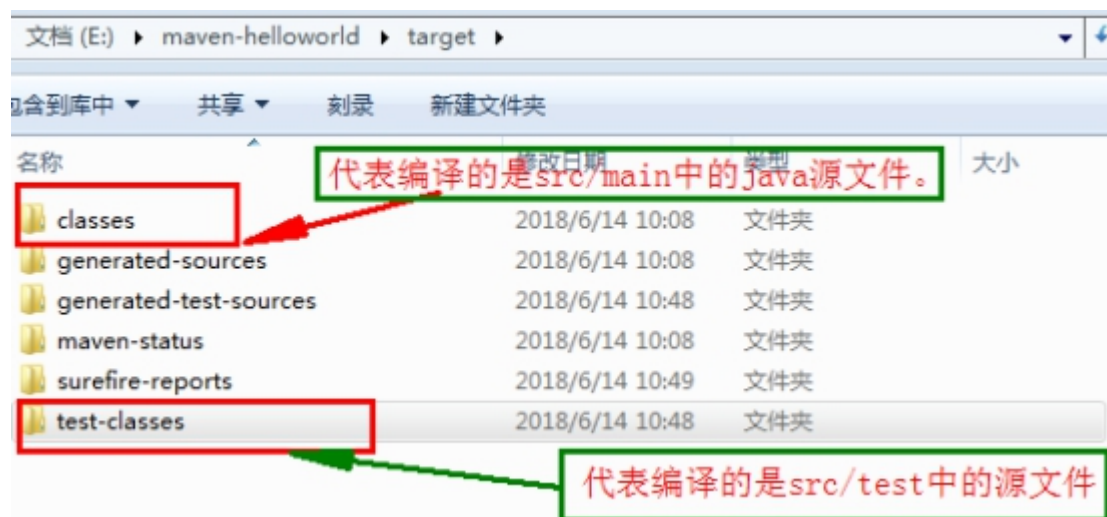 文档 (E:) ▸ maven-helloworld ▸ target ▸
包含到库中 ▼ 共享 ▼ 刻录 新建文件夹
名称 修改日期 类型 大小
代表编译的是src/main中的java源文件。
classes 2018/6/14 10:08 文件夹
generated-sources 2018/6/14 10:08 文件夹
generated-test-sources 2018/6/14 10:48 文件夹
maven-status 2018/6/14 10:08 文件夹
surefire-reports 2018/6/14 10:49 文件夹
test-classes 2018/6/14 10:48 文件夹
代表编译的是src/test中的源文件